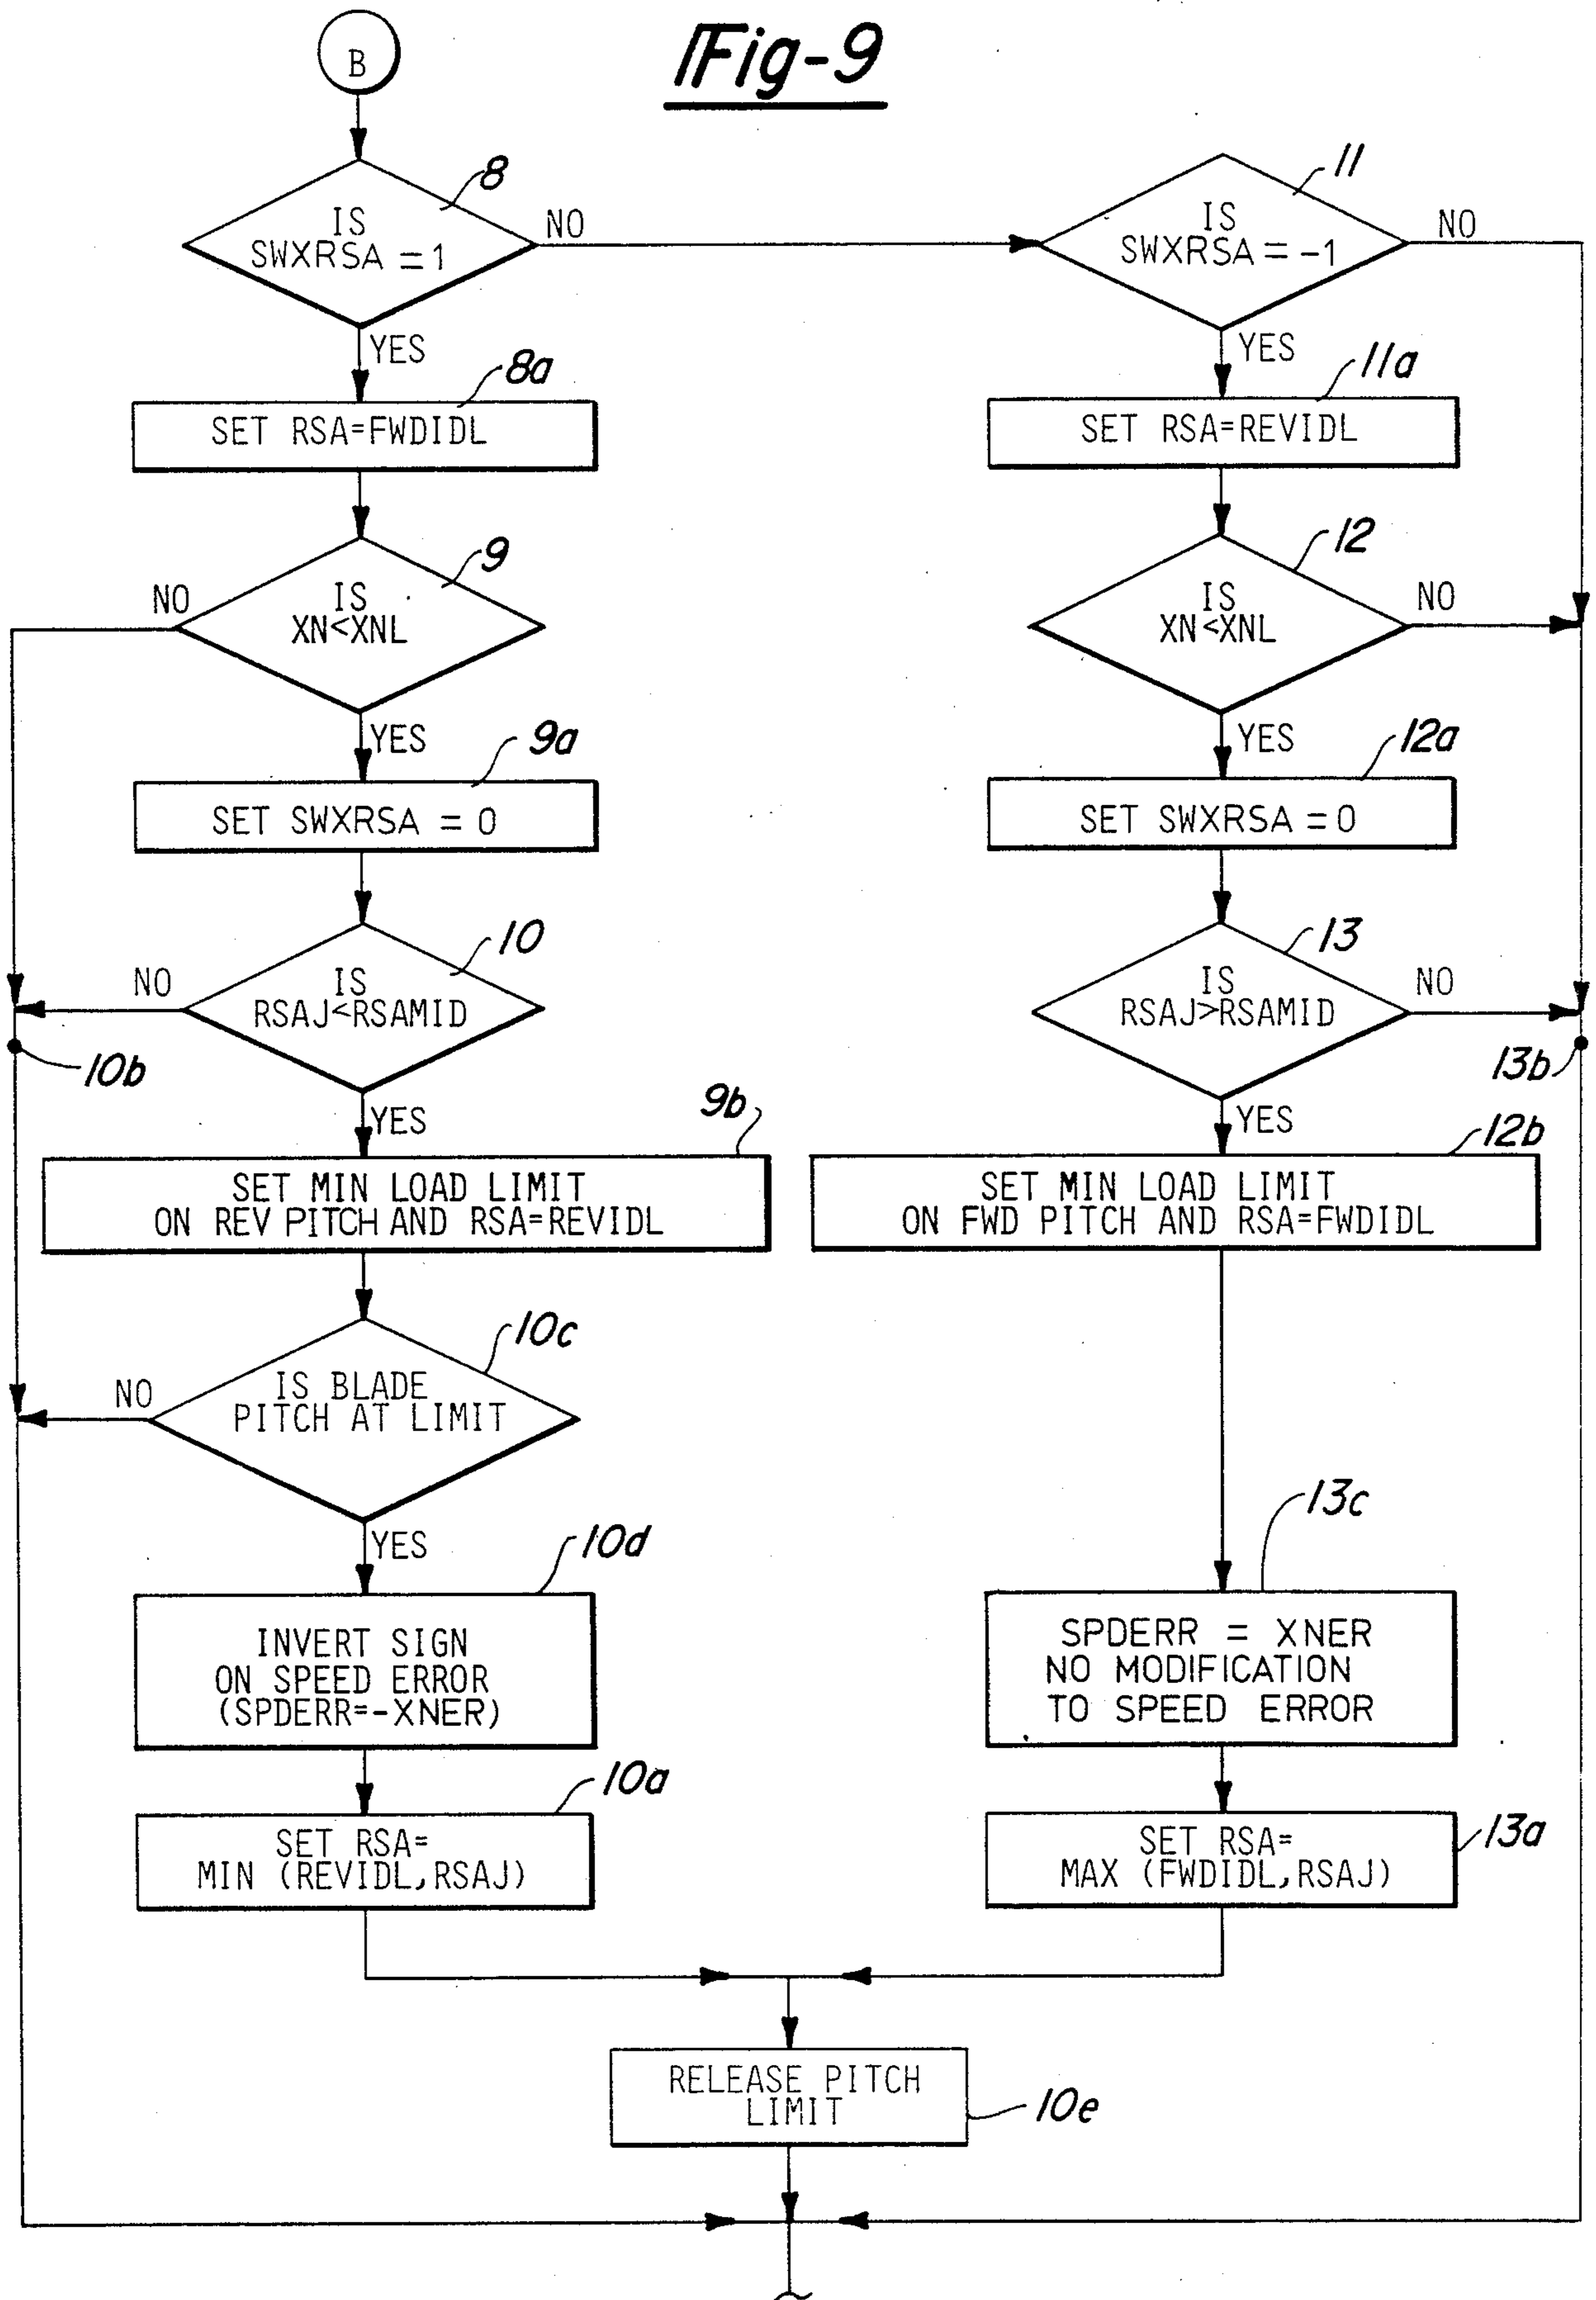 Fig-9
B
8
IS
SWXRSA = 1
NO
YES
11
IS
SWXRSA = -1
NO
YES
8a
SET RSA=FWDIDL
11a
SET RSA=REVIDL
9
IS
XN<XNL
NO
YES
12
IS
XN<XNL
NO
YES
9a
SET SWXRSA = 0
12a
SET SWXRSA = 0
10
IS
RSAJ<RSAMID
NO
YES
10b
13
IS
RSAJ>RSAMID
NO
YES
13b
9b
SET MIN LOAD LIMIT
ON REV PITCH AND RSA=REVIDL
12b
SET MIN LOAD LIMIT
ON FWD PITCH AND RSA=FWDIDL
10c
IS BLADE
PITCH AT LIMIT
NO
YES
10d
INVERT SIGN
ON SPEED ERROR
(SPDERR=-XNER)
13c
SPDERR = XNER
NO MODIFICATION
TO SPEED ERROR
10a
SET RSA=
MIN (REVIDL,RSAJ)
13a
SET RSA=
MAX (FWDIDL,RSAJ)
RELEASE PITCH
LIMIT
10e